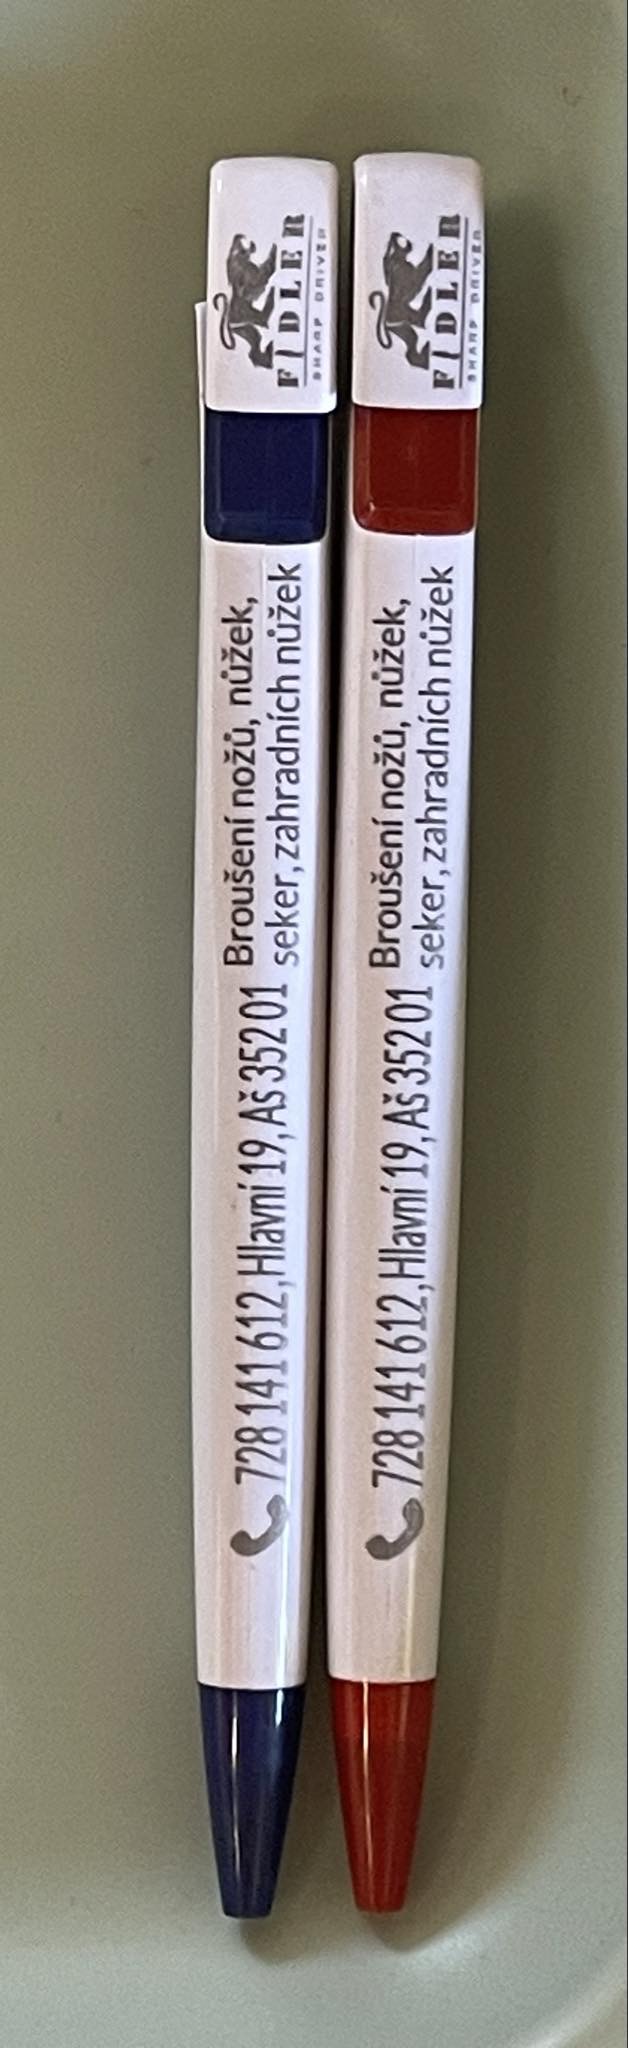 FIDLER
SHARP DRIVER
Broušení nožů, nůžek,
seker, zahradních nůžek
728 141 612, Hlavní 19, Aš 352 01
FIDLER
SHARP DRIVER
Broušení nožů, nůžek,
seker, zahradních nůžek
728 141 612, Hlavní 19, Aš 352 01